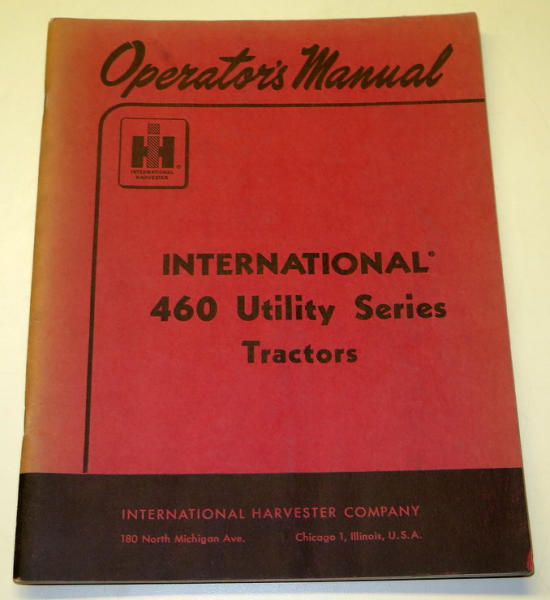 Operator's Manual
IH®
INTERNATIONAL
HARVESTER
INTERNATIONAL®
460 Utility Series
Tractors
INTERNATIONAL HARVESTER COMPANY
180 North Michigan Ave. Chicago 1, Illinois, U.S.A.